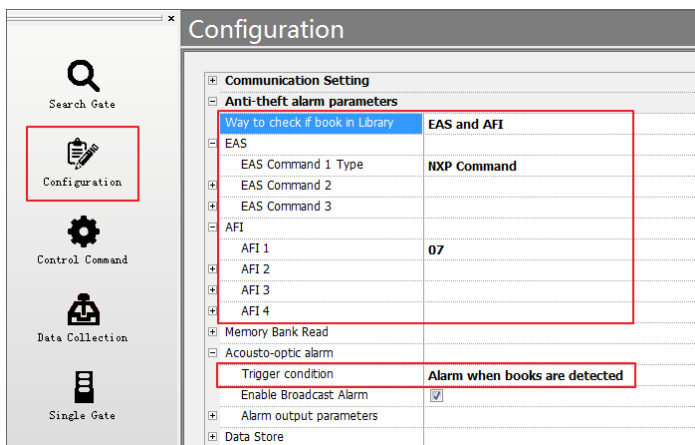 Configuration
Search Gate
Configuration
Control Command
Data Collection
Single Gate
Communication Setting
Anti-theft alarm parameters
Way to check if book in Library EAS and AFI
EAS
EAS Command 1 Type NXP Command
EAS Command 2
EAS Command 3
AFI
AFI 1 07
AFI 2
AFI 3
AFI 4
Memory Bank Read
Acousto-optic alarm
Trigger condition Alarm when books are detected
Enable Broadcast Alarm
Alarm output parameters
Data Store